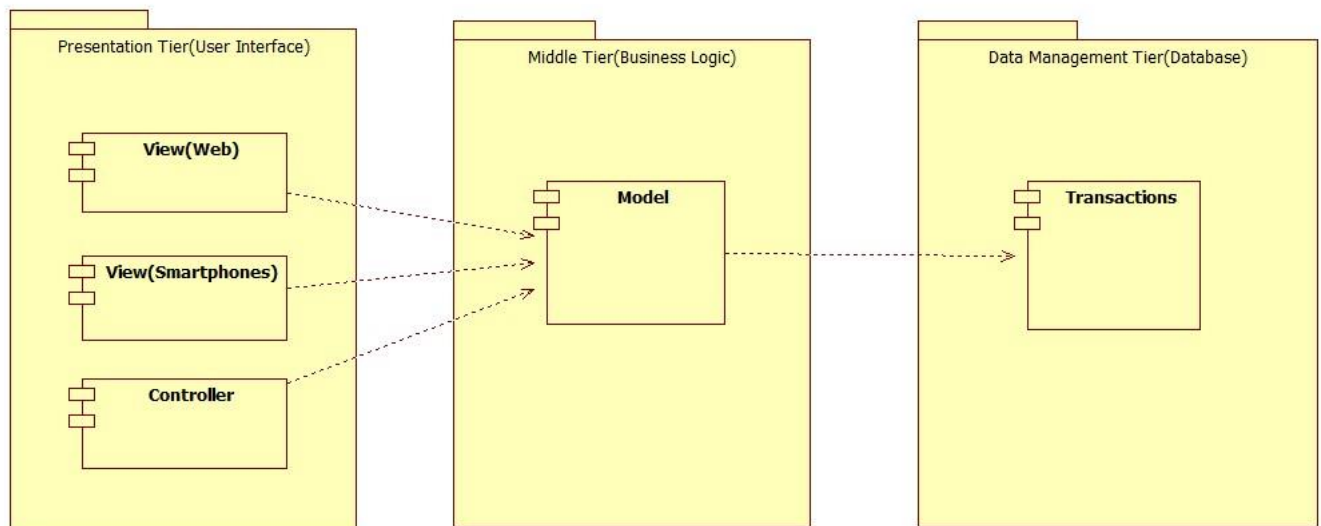 Presentation Tier(User Interface)
View(Web)
View(Smartphones)
Controller
Middle Tier(Business Logic)
Model
Data Management Tier(Database)
Transactions